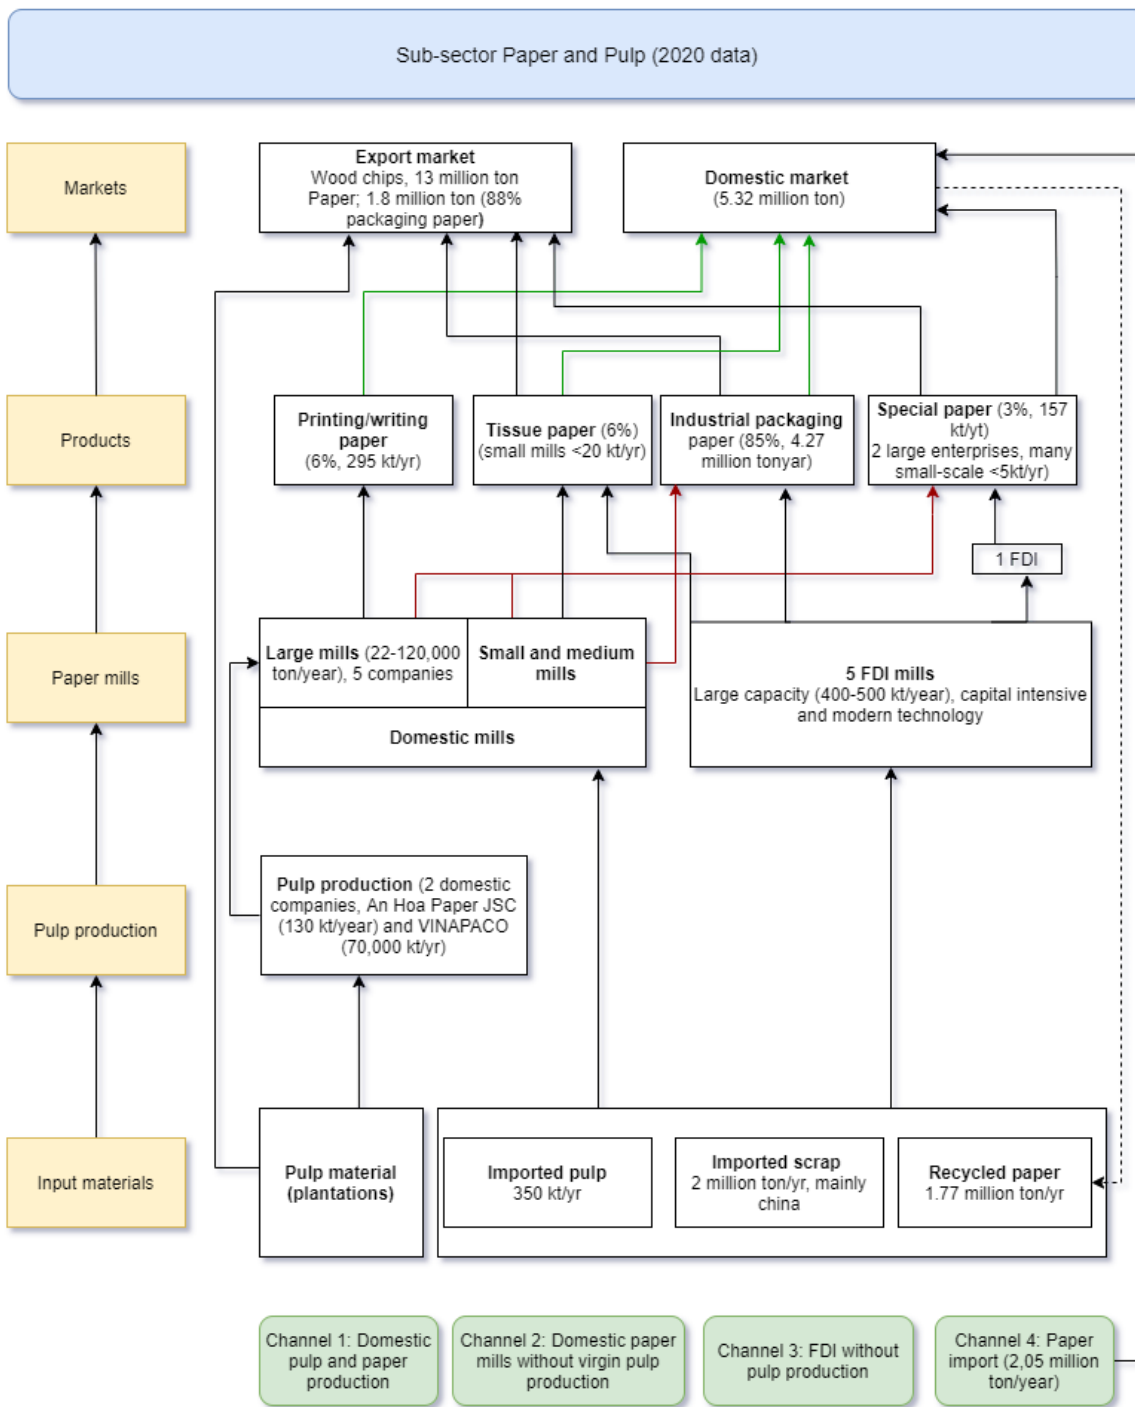 Sub-sector Paper and Pulp (2020 data)
Markets
Export market
Wood chips, 13 million ton
Paper; 1.8 million ton (88%
packaging paper)
Domestic market
(5.32 million ton)
Products
Printing/writing
paper
(6%, 295 kt/yr)
Tissue paper (6%)
(small mills <20 kt/yr)
Industrial packaging
paper (85%, 4.27
million tonyar)
Special paper (3%, 157
kt/yt)
2 large enterprises, many
small-scale <5kt/yr)
1 FDI
Paper mills
Large mills (22-120,000
ton/year), 5 companies
Small and medium
mills
Domestic mills
5 FDI mills
Large capacity (400-500 kt/year), capital intensive
and modern technology
Pulp production
Pulp production (2 domestic
companies, An Hoa Paper JSC
(130 kt/year) and VINAPACO
(70,000 kt/yr)
Input materials
Pulp material
(plantations)
Imported pulp
350 kt/yr
Imported scrap
2 million ton/yr, mainly
china
Recycled paper
1.77 million ton/yr
Channel 1: Domestic
pulp and paper
production
Channel 2: Domestic paper
mills without virgin pulp
production
Channel 3: FDI without
pulp production
Channel 4: Paper
import (2,05 million
ton/year)